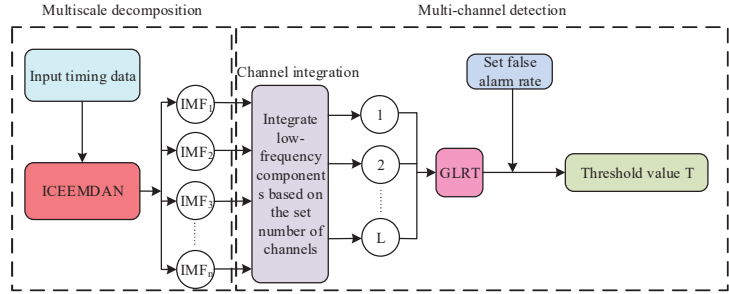 Multiscale decomposition
Multi-channel detection
Input timing data
ICEEMDAN
IMF1
IMF2
IMF3
IMFn
Channel integration
Integrate
low-
frequency
component
s based on
the set
number of
channels
1
2
L
GLRT
Set false
alarm rate
Threshold value T